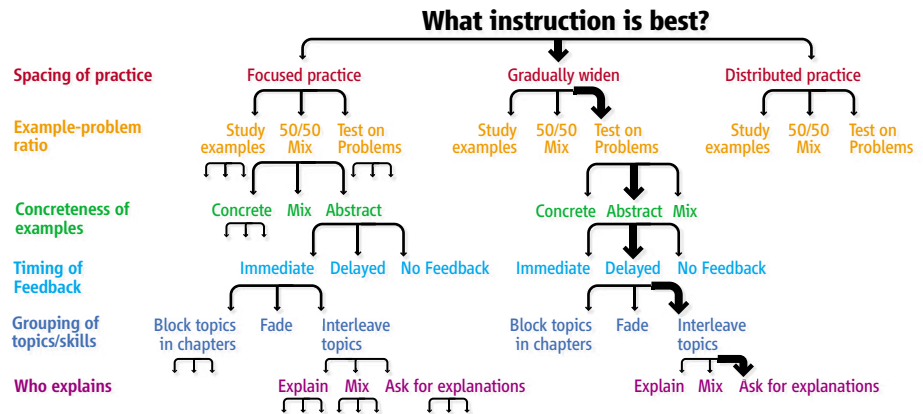 What instruction is best?
Spacing of practice Focused practice Gradually widen Distributed practice
Example-problem Study 50/50 Test on Study 50/50 Test on Study 50/50 Test on
ratio examples Mix Problems examples Mix Problems examples Mix Problems
Concreteness of Concrete Mix Abstract Concrete Abstract Mix
examples
Timing of Immediate Delayed No Feedback Immediate Delayed No Feedback
Feedback
Grouping of Block topics Fade Interleave Block topics Fade Interleave
topics/skills in chapters topics in chapters topics
Who explains Explain Mix Ask for explanations Explain Mix Ask for explanations